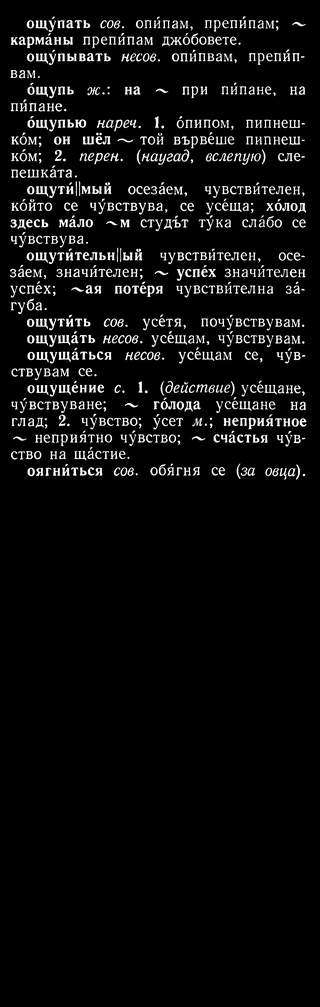 ощу́пать сов. опи́пам, препи́пам; ~
карма́ны препи́пам джо́бовете.
ощу́пывать несов. опи́пвам, препи́п-
вам.
о́щупь ж.: на ~ при пи́пане, на
пи́пане.
о́щупью нареч. 1. о́пипом, пипнеш-
ко́м; он шёл ~ той върве́ше пипнеш-
ко́м; 2. перен. (наугад, вслепую) сле-
пешка́та.
ощути́||мый осеза́ем, чувстви́телен,
ко́йто се чу́вствува, се усе́ща; хо́лод
здесь ма́ло ~м студъ́т ту́ка сла́бо се
чу́вствува.
ощути́тельн||ый чувстви́телен, осе-
за́ем, значи́телен; ~ успе́х значи́телен
успе́х; ~ая поте́ря чувстви́телна за́-
губа.
ощути́ть сов. усе́тя, почу́вствувам.
ощуща́ть несов. усе́щам, чу́вствувам.
ощуща́ться несов. усе́щам се, чу́в-
ствувам се.
ощуще́ние с. 1. (действие) усе́щане,
чу́вствуване; ~ го́лода усе́щане на
глад; 2. чу́вство; у́сет м.; неприя́тное
~ неприя́тно чу́вство; ~ сча́стья чу́в-
ство на ща́стие.
оягни́ться сов. обя́гня се (за овца).